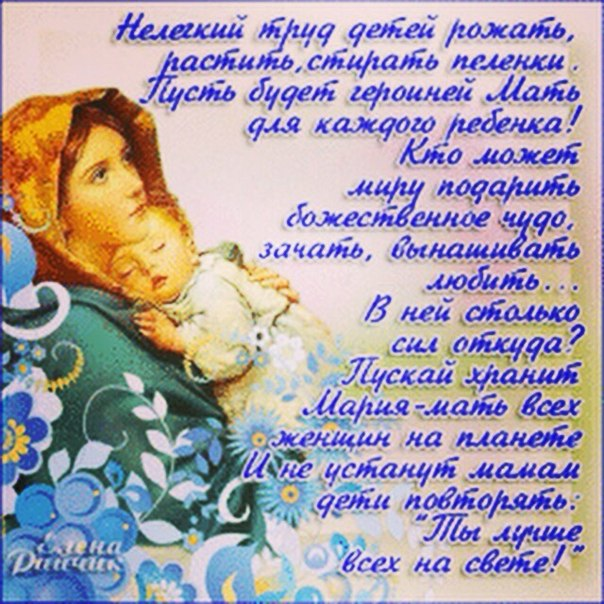 Нелегкий труд детей рожать,
растить, стирать пеленки.
Пусть будет героиней Мать
для каждого ребенка!
Кто может
миру подарить
божественное чудо,
зачать, вынашивать
любить...
В ней столько
сил откуда?
Пускай хранит
Мария-мать всех
женщин на планете
И не устанут мамам
дети повторять:
"Ты лучше
всех на свете!"
Елена